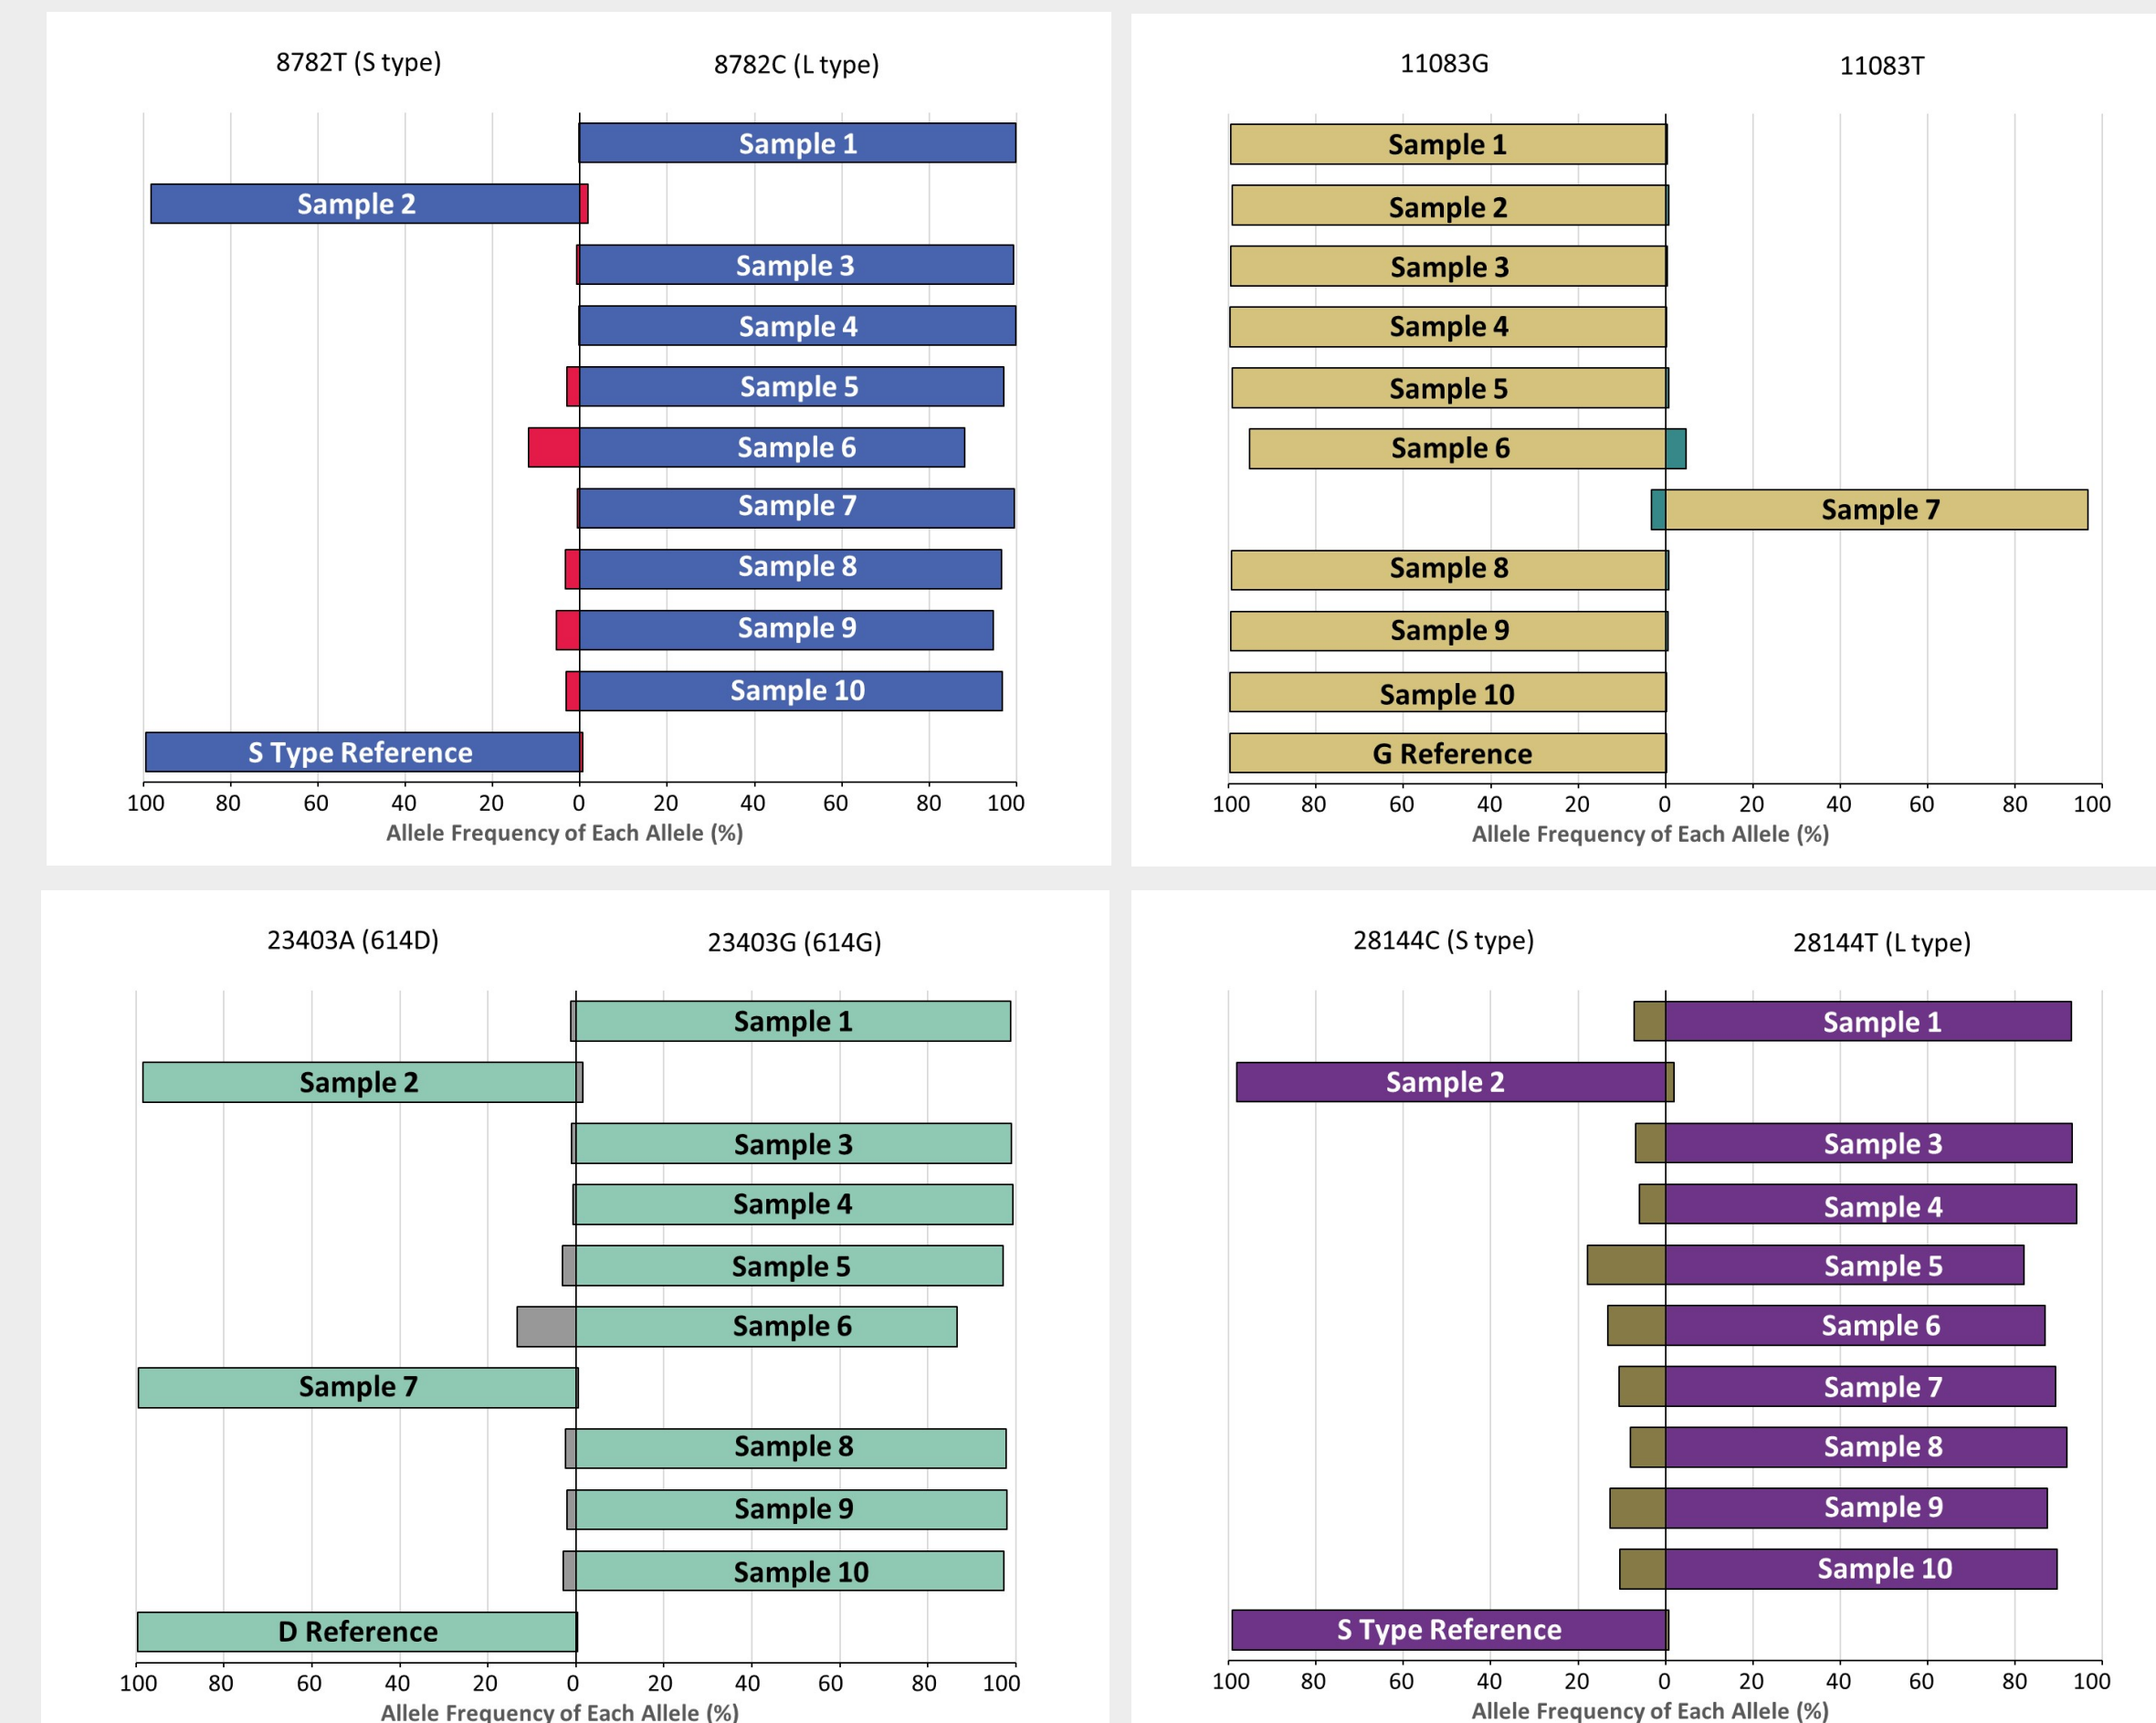 8782T (S type) 8782C (L type)
Sample 1
Sample 2
Sample 3
Sample 4
Sample 5
Sample 6
Sample 7
Sample 8
Sample 9
Sample 10
S Type Reference
100 80 60 40 20 0 20 40 60 80 100
Allele Frequency of Each Allele (%)
11083G 11083T
Sample 1
Sample 2
Sample 3
Sample 4
Sample 5
Sample 6
Sample 7
Sample 8
Sample 9
Sample 10
G Reference
100 80 60 40 20 0 20 40 60 80 100
Allele Frequency of Each Allele (%)
23403A (614D) 23403G (614G)
Sample 1
Sample 2
Sample 3
Sample 4
Sample 5
Sample 6
Sample 7
Sample 8
Sample 9
Sample 10
D Reference
100 80 60 40 20 0 20 40 60 80 100
Allele Frequency of Each Allele (%)
28144C (S type) 28144T (L type)
Sample 1
Sample 2
Sample 3
Sample 4
Sample 5
Sample 6
Sample 7
Sample 8
Sample 9
Sample 10
S Type Reference
100 80 60 40 20 0 20 40 60 80 100
Allele Frequency of Each Allele (%)